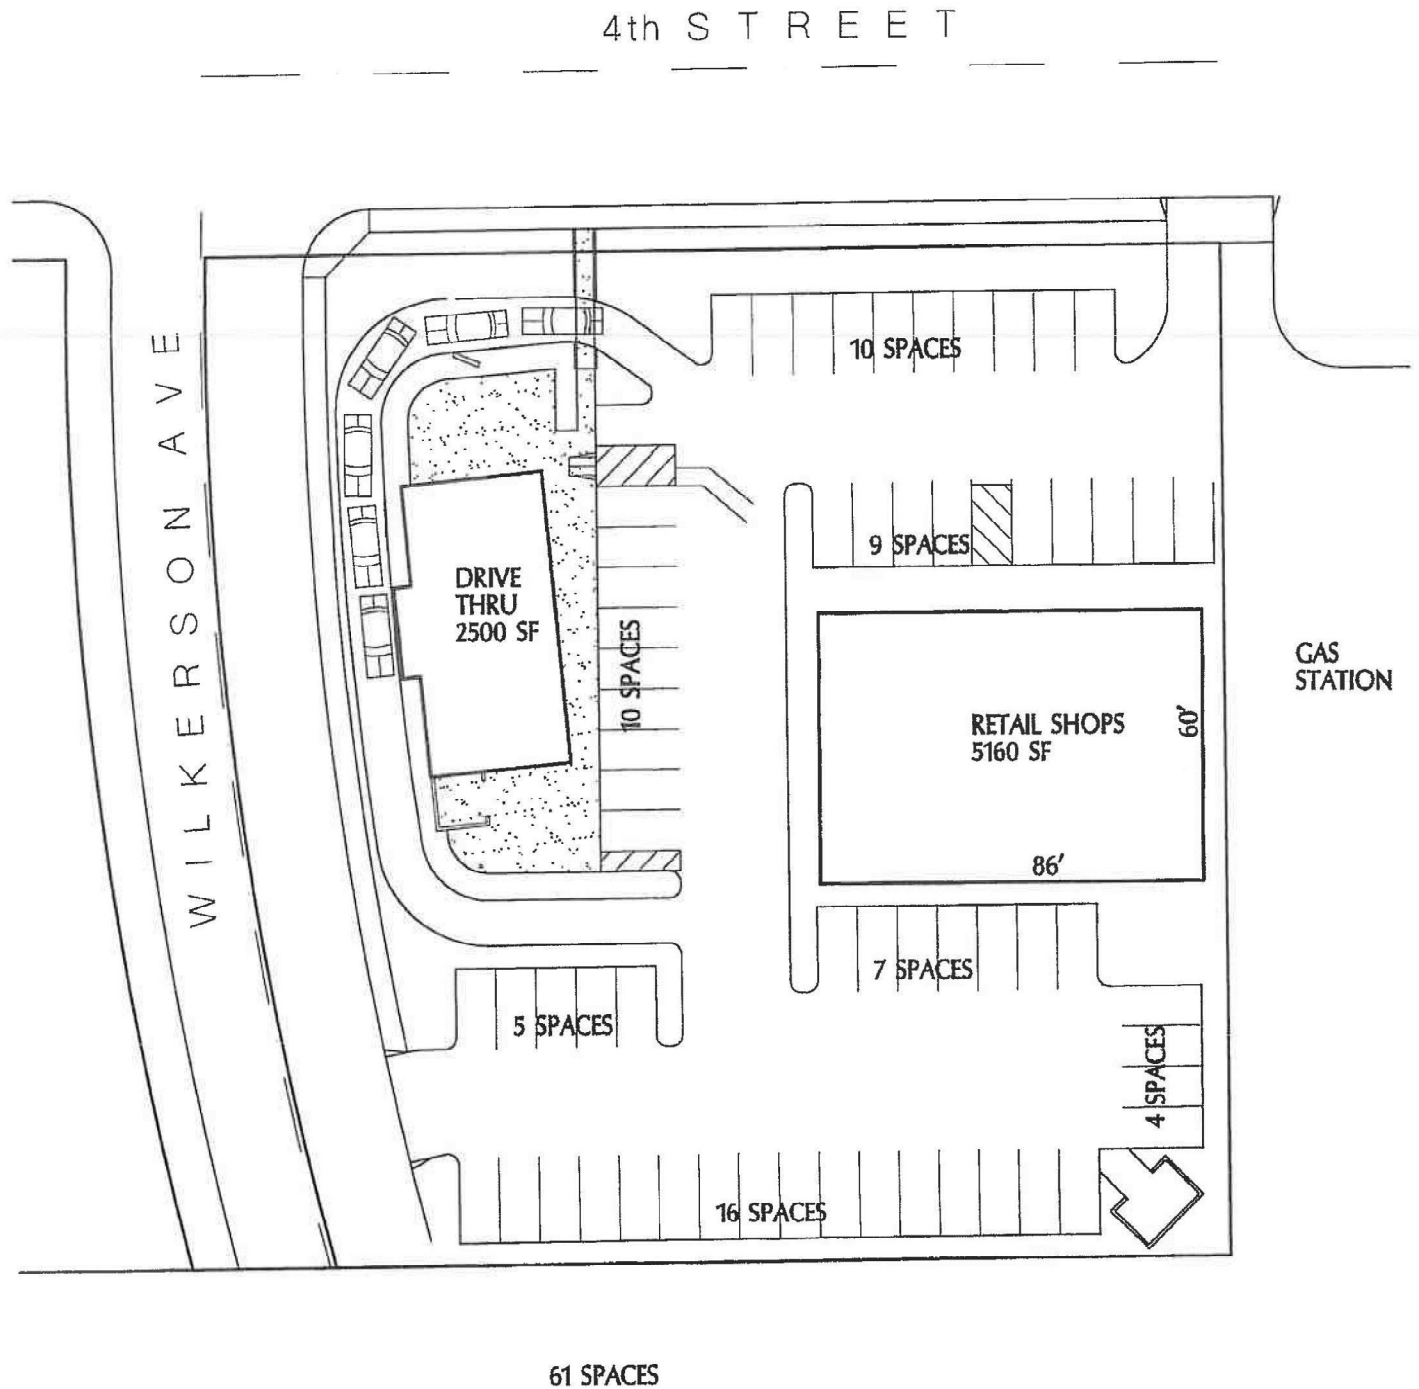 4th STREET
WILKERSON AVE
10 SPACES
9 SPACES
DRIVE
THRU
2500 SF
10 SPACES
GAS
STATION
RETAIL SHOPS
5160 SF
60'
86'
7 SPACES
5 SPACES
4 SPACES
16 SPACES
61 SPACES